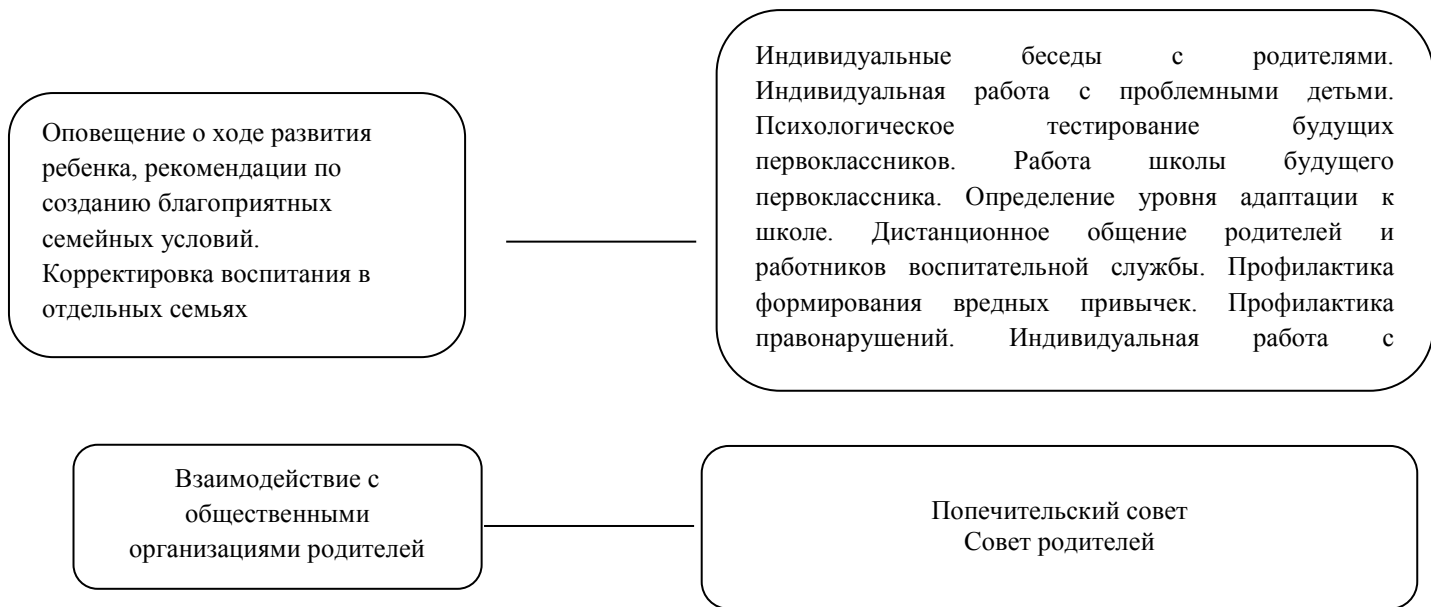 Оповещение о ходе развития
ребенка, рекомендации по
созданию благоприятных
семейных условий.
Корректировка воспитания в
отдельных семьях
Индивидуальные беседы с родителями.
Индивидуальная работа с проблемными детьми.
Психологическое тестирование будущих
первоклассников. Работа школы будущего
первоклассника. Определение уровня адаптации к
школе. Дистанционное общение родителей и
работников воспитательной службы. Профилактика
формирования вредных привычек. Профилактика
правонарушений. Индивидуальная работа с
Взаимодействие с
общественными
организациями родителей
Попечительский совет
Совет родителей